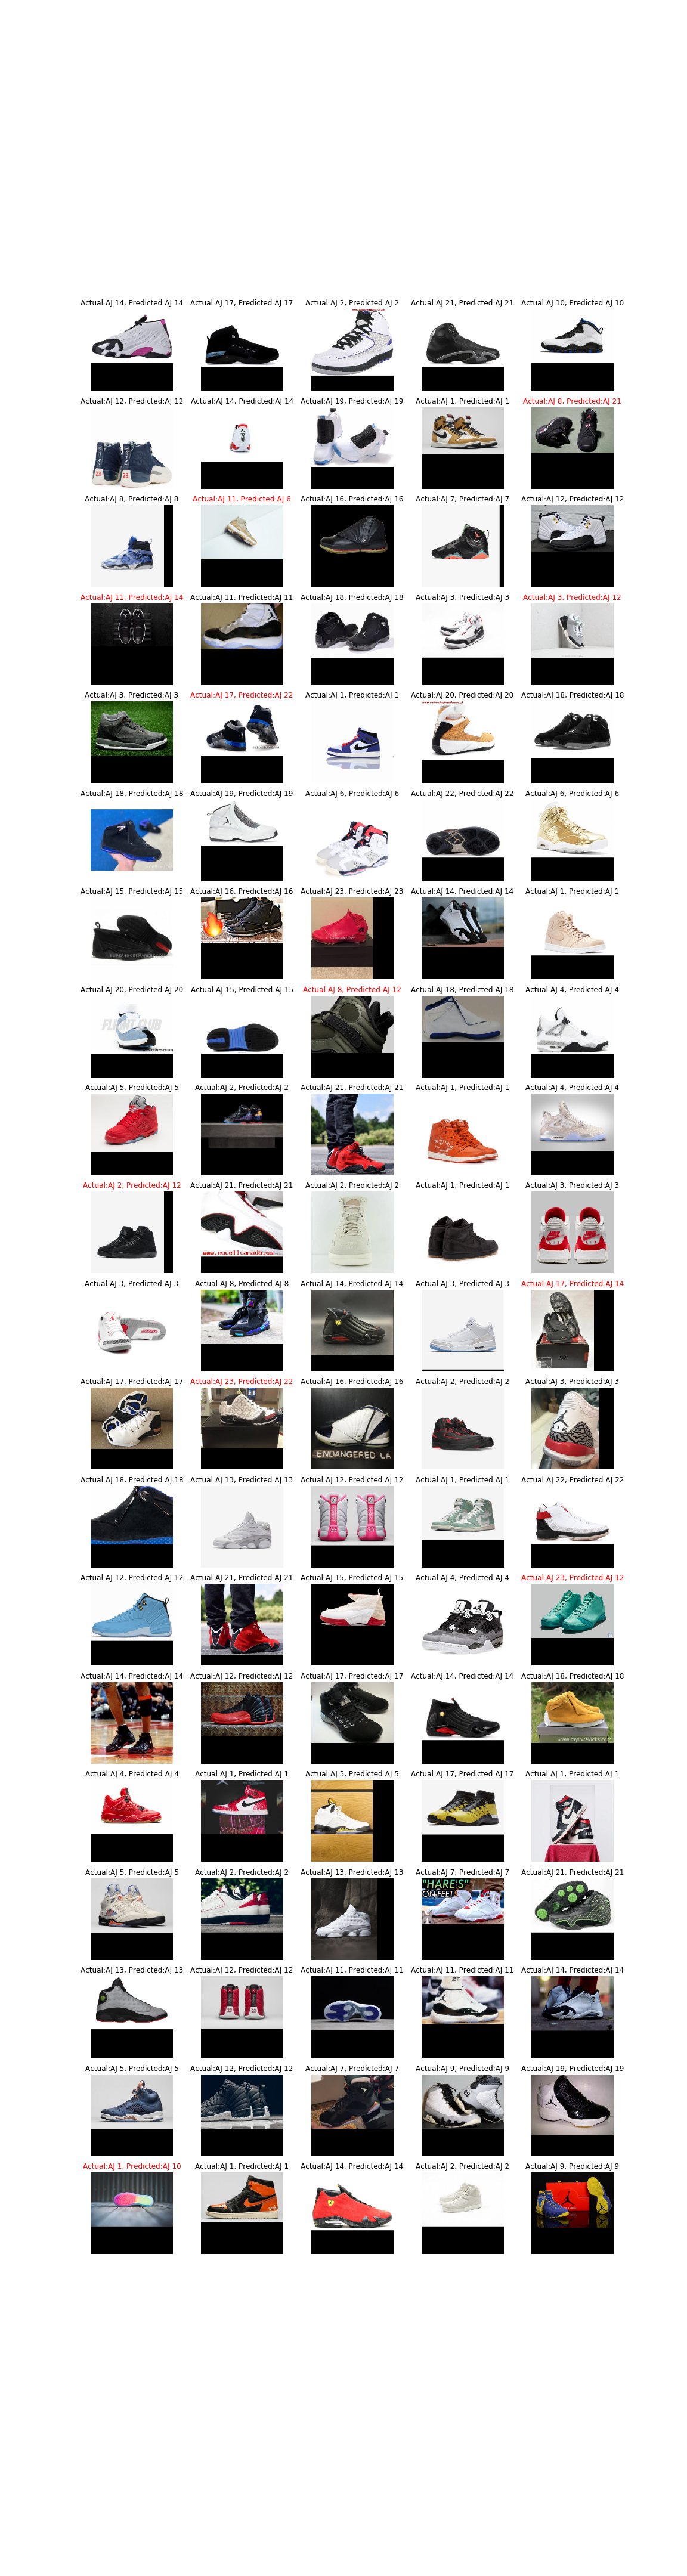 Actual:AJ 14, Predicted:AJ 14 Actual:AJ 17, Predicted:AJ 17 Actual:AJ 2, Predicted:AJ 2 Actual:AJ 21, Predicted:AJ 21 Actual:AJ 10, Predicted:AJ 10
Actual:AJ 12, Predicted:AJ 12 Actual:AJ 14, Predicted:AJ 14 Actual:AJ 19, Predicted:AJ 19 Actual:AJ 1, Predicted:AJ 1 Actual:AJ 8, Predicted:AJ 21
Actual:AJ 8, Predicted:AJ 8 Actual:AJ 11, Predicted:AJ 6 Actual:AJ 16, Predicted:AJ 16 Actual:AJ 7, Predicted:AJ 7 Actual:AJ 12, Predicted:AJ 12
Actual:AJ 11, Predicted:AJ 14 Actual:AJ 11, Predicted:AJ 11 Actual:AJ 18, Predicted:AJ 18 Actual:AJ 3, Predicted:AJ 3 Actual:AJ 3, Predicted:AJ 12
Actual:AJ 3, Predicted:AJ 3 Actual:AJ 17, Predicted:AJ 22 Actual:AJ 1, Predicted:AJ 1 Actual:AJ 20, Predicted:AJ 20 Actual:AJ 18, Predicted:AJ 18
Actual:AJ 18, Predicted:AJ 18 Actual:AJ 19, Predicted:AJ 19 Actual:AJ 6, Predicted:AJ 6 Actual:AJ 22, Predicted:AJ 22 Actual:AJ 6, Predicted:AJ 6
Actual:AJ 15, Predicted:AJ 15 Actual:AJ 16, Predicted:AJ 16 Actual:AJ 23, Predicted:AJ 23 Actual:AJ 14, Predicted:AJ 14 Actual:AJ 1, Predicted:AJ 1
Actual:AJ 20, Predicted:AJ 20 Actual:AJ 15, Predicted:AJ 15 Actual:AJ 8, Predicted:AJ 12 Actual:AJ 18, Predicted:AJ 18 Actual:AJ 4, Predicted:AJ 4
FLIGHT CLUB
Actual:AJ 5, Predicted:AJ 5 Actual:AJ 2, Predicted:AJ 2 Actual:AJ 21, Predicted:AJ 21 Actual:AJ 1, Predicted:AJ 1 Actual:AJ 4, Predicted:AJ 4
Actual:AJ 2, Predicted:AJ 12 Actual:AJ 21, Predicted:AJ 21 Actual:AJ 2, Predicted:AJ 2 Actual:AJ 1, Predicted:AJ 1 Actual:AJ 3, Predicted:AJ 3
www.nucellcanada.ca
Actual:AJ 3, Predicted:AJ 3 Actual:AJ 8, Predicted:AJ 8 Actual:AJ 14, Predicted:AJ 14 Actual:AJ 3, Predicted:AJ 3 Actual:AJ 17, Predicted:AJ 14
Actual:AJ 17, Predicted:AJ 17 Actual:AJ 23, Predicted:AJ 22 Actual:AJ 16, Predicted:AJ 16 Actual:AJ 2, Predicted:AJ 2 Actual:AJ 3, Predicted:AJ 3
AIR
ENDANGERED LA
Actual:AJ 18, Predicted:AJ 18 Actual:AJ 13, Predicted:AJ 13 Actual:AJ 12, Predicted:AJ 12 Actual:AJ 1, Predicted:AJ 1 Actual:AJ 22, Predicted:AJ 22
Actual:AJ 12, Predicted:AJ 12 Actual:AJ 21, Predicted:AJ 21 Actual:AJ 15, Predicted:AJ 15 Actual:AJ 4, Predicted:AJ 4 Actual:AJ 23, Predicted:AJ 12
Actual:AJ 14, Predicted:AJ 14 Actual:AJ 12, Predicted:AJ 12 Actual:AJ 17, Predicted:AJ 17 Actual:AJ 14, Predicted:AJ 14 Actual:AJ 18, Predicted:AJ 18
Actual:AJ 4, Predicted:AJ 4 Actual:AJ 1, Predicted:AJ 1 Actual:AJ 5, Predicted:AJ 5 Actual:AJ 17, Predicted:AJ 17 Actual:AJ 1, Predicted:AJ 1
Actual:AJ 5, Predicted:AJ 5 Actual:AJ 2, Predicted:AJ 2 Actual:AJ 13, Predicted:AJ 13 Actual:AJ 7, Predicted:AJ 7 Actual:AJ 21, Predicted:AJ 21
"HARE'S"
ON FEET
Actual:AJ 13, Predicted:AJ 13 Actual:AJ 12, Predicted:AJ 12 Actual:AJ 11, Predicted:AJ 11 Actual:AJ 11, Predicted:AJ 11 Actual:AJ 14, Predicted:AJ 14
Actual:AJ 5, Predicted:AJ 5 Actual:AJ 12, Predicted:AJ 12 Actual:AJ 7, Predicted:AJ 7 Actual:AJ 9, Predicted:AJ 9 Actual:AJ 19, Predicted:AJ 19
Actual:AJ 1, Predicted:AJ 10 Actual:AJ 1, Predicted:AJ 1 Actual:AJ 14, Predicted:AJ 14 Actual:AJ 2, Predicted:AJ 2 Actual:AJ 9, Predicted:AJ 9